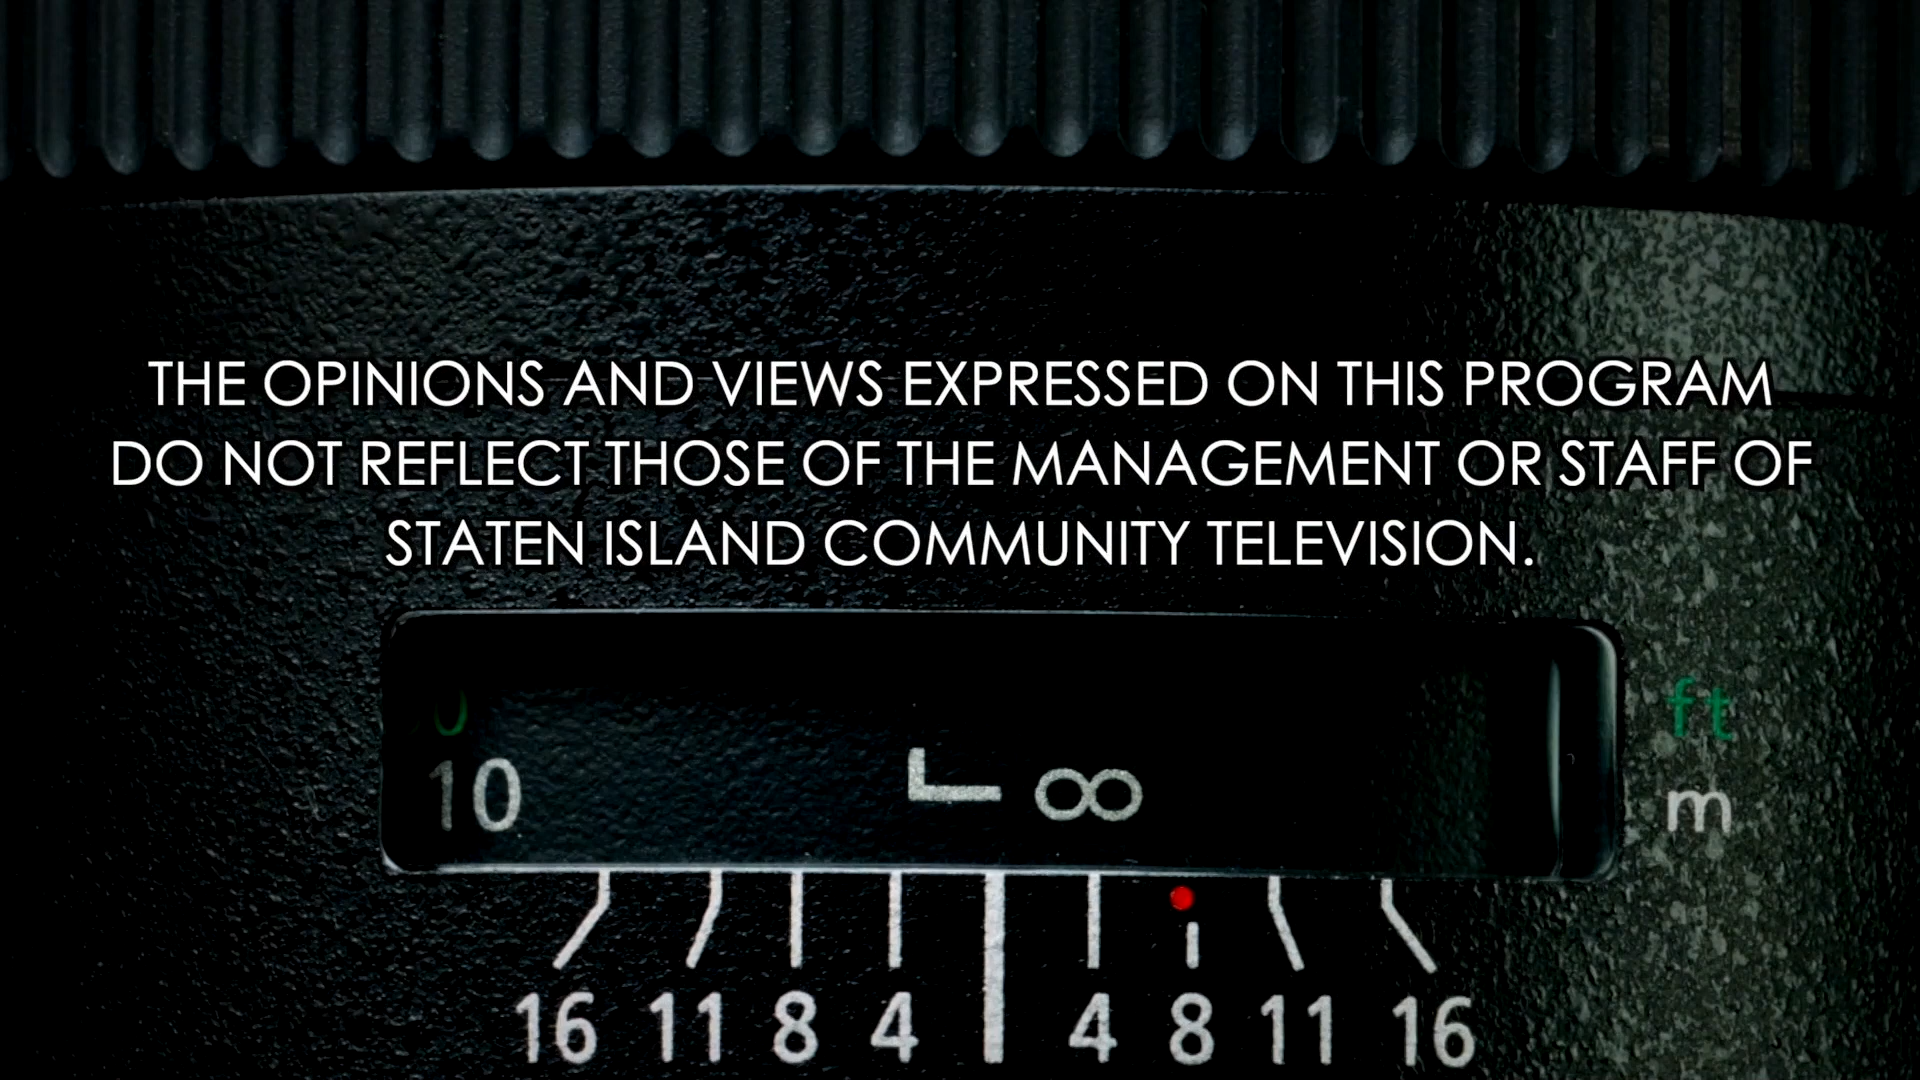 THE OPINIONS AND VIEWS EXPRESSED ON THIS PROGRAM
DO NOT REFLECT THOSE OF THE MANAGEMENT OR STAFF OF
STATEN ISLAND COMMUNITY TELEVISION.
ft
10 ∞ m
16 11 8 4 4 8 11 16